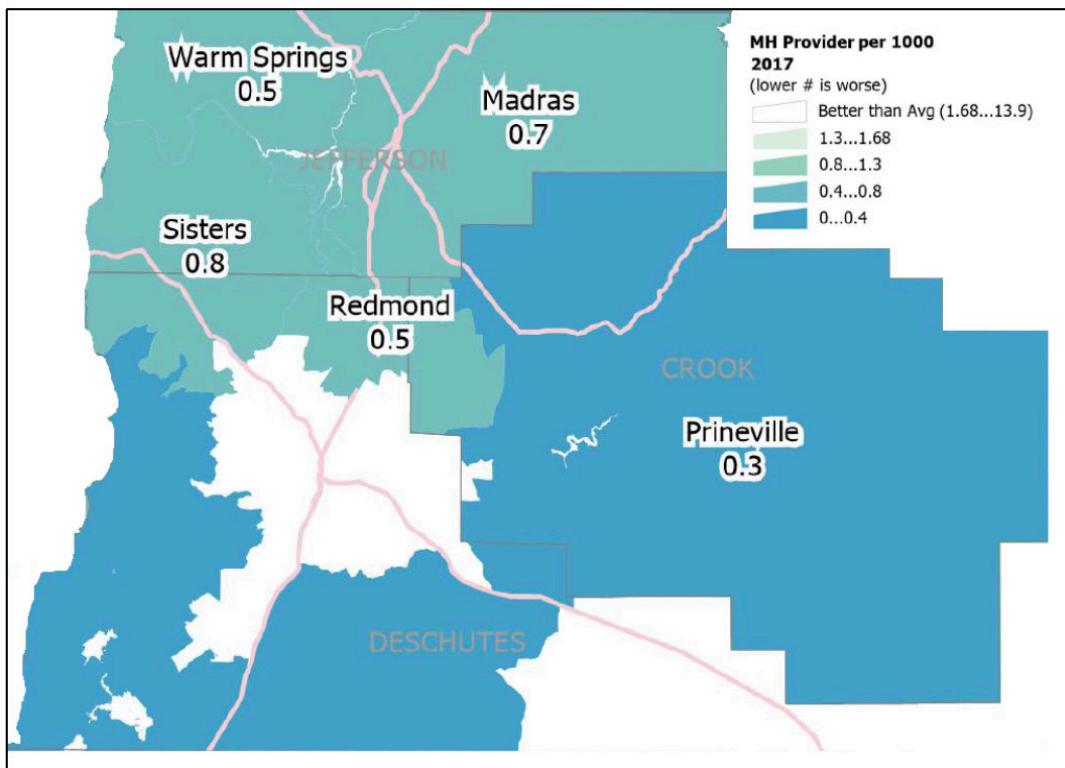 Warm Springs
0.5
Madras
0.7
JEFFERSON
Sisters
0.8
Redmond
0.5
CROOK
Prineville
0.3
DESCHUTES
MH Provider per 1000
2017
(lower # is worse)
Better than Avg (1.68...13.9)
1.3...1.68
0.8...1.3
0.4...0.8
0...0.4